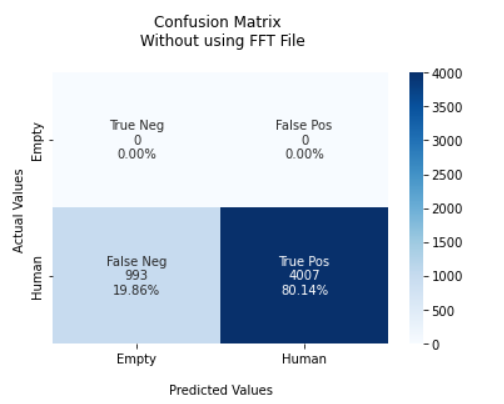 Confusion Matrix
Without using FFT File
True Neg
0
0.00%
False Pos
0
0.00%
False Neg
993
19.86%
True Pos
4007
80.14%
Empty
Human
Actual Values
Empty
Human
Predicted Values
4000
3500
3000
2500
2000
1500
1000
500
0